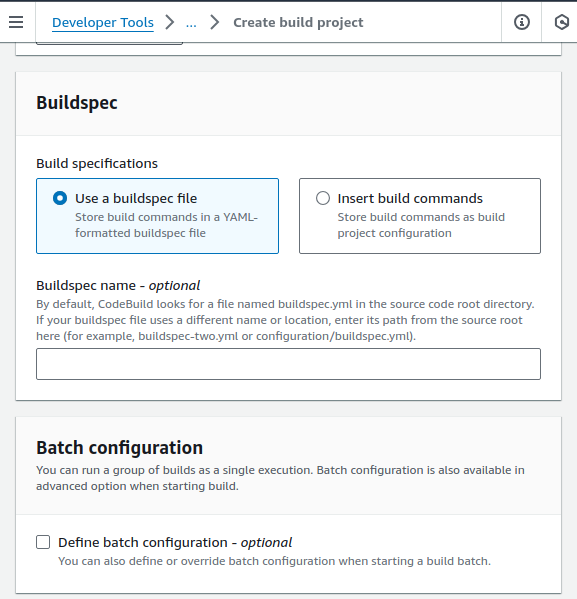 Developer Tools > ... > Create build project
Buildspec
Build specifications
Use a buildspec file
Store build commands in a YAML-
formatted buildspec file
Insert build commands
Store build commands as build
project configuration
Buildspec name - optional
By default, CodeBuild looks for a file named buildspec.yml in the source code root directory.
If your buildspec file uses a different name or location, enter its path from the source root
here (for example, buildspec-two.yml or configuration/buildspec.yml).
Batch configuration
You can run a group of builds as a single execution. Batch configuration is also available in
advanced option when starting build.
Define batch configuration - optional
You can also define or override batch configuration when starting a build batch.